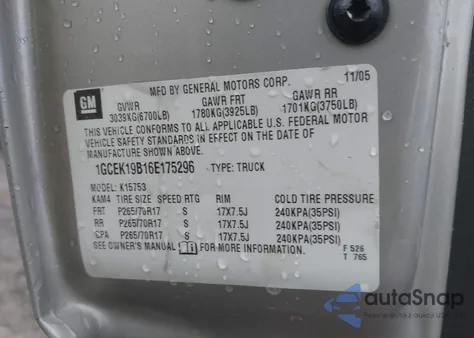 MFD BY GENERAL MOTORS CORP. 11/05
GM
GVWR GAWR FRT GAWR RR
3039KG(6700LB) 1780KG(3925LB) 1701KG(3750LB)
THIS VEHICLE CONFORMS TO ALL APPLICABLE U.S. FEDERAL MOTOR
VEHICLE SAFETY STANDARDS IN EFFECT ON THE DATE OF
MANUFACTURE SHOWN ABOVE.
1GCEK19B16E175296 TYPE: TRUCK
MODEL: K15753
KAM4 TIRE SIZE SPEED RTG RIM COLD TIRE PRESSURE
FRT P265/70R17 S 17X7.5J 240KPA(35PSI)
RR P265/70R17 S 17X7.5J 240KPA(35PSI)
SPA P265/70R17 S 17X7.5J 240KPA(35PSI)
SEE OWNER'S MANUAL FOR MORE INFORMATION. F 526
T 765
autoSnap